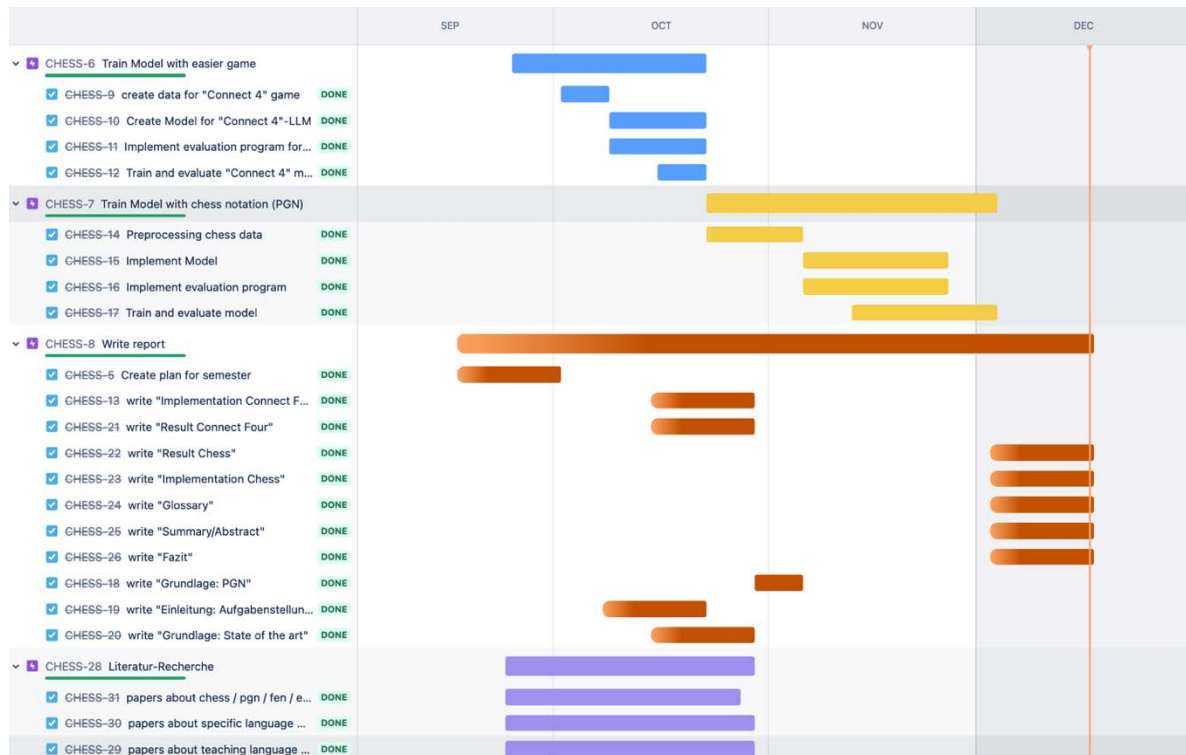 SEP OCT NOV DEC
CHESS-6 Train Model with easier game
CHESS-9 create data for "Connect 4" game DONE
CHESS-10 Create Model for "Connect 4"-LLM DONE
CHESS-11 Implement evaluation program for... DONE
CHESS-12 Train and evaluate "Connect 4" m... DONE
CHESS-7 Train Model with chess notation (PGN)
CHESS-14 Preprocessing chess data DONE
CHESS-15 Implement Model DONE
CHESS-16 Implement evaluation program DONE
CHESS-17 Train and evaluate model DONE
CHESS-8 Write report
CHESS-5 Create plan for semester DONE
CHESS-13 write "Implementation Connect F... DONE
CHESS-21 write "Result Connect Four" DONE
CHESS-22 write "Result Chess" DONE
CHESS-23 write "Implementation Chess" DONE
CHESS-24 write "Glossary" DONE
CHESS-25 write "Summary/Abstract" DONE
CHESS-26 write "Fazit" DONE
CHESS-18 write "Grundlage: PGN" DONE
CHESS-19 write "Einleitung: Aufgabenstellun... DONE
CHESS-20 write "Grundlage: State of the art" DONE
CHESS-28 Literatur-Recherche
CHESS-31 papers about chess / pgn / fen / e... DONE
CHESS-30 papers about specific language ... DONE
CHESS-29 papers about teaching language ... DONE